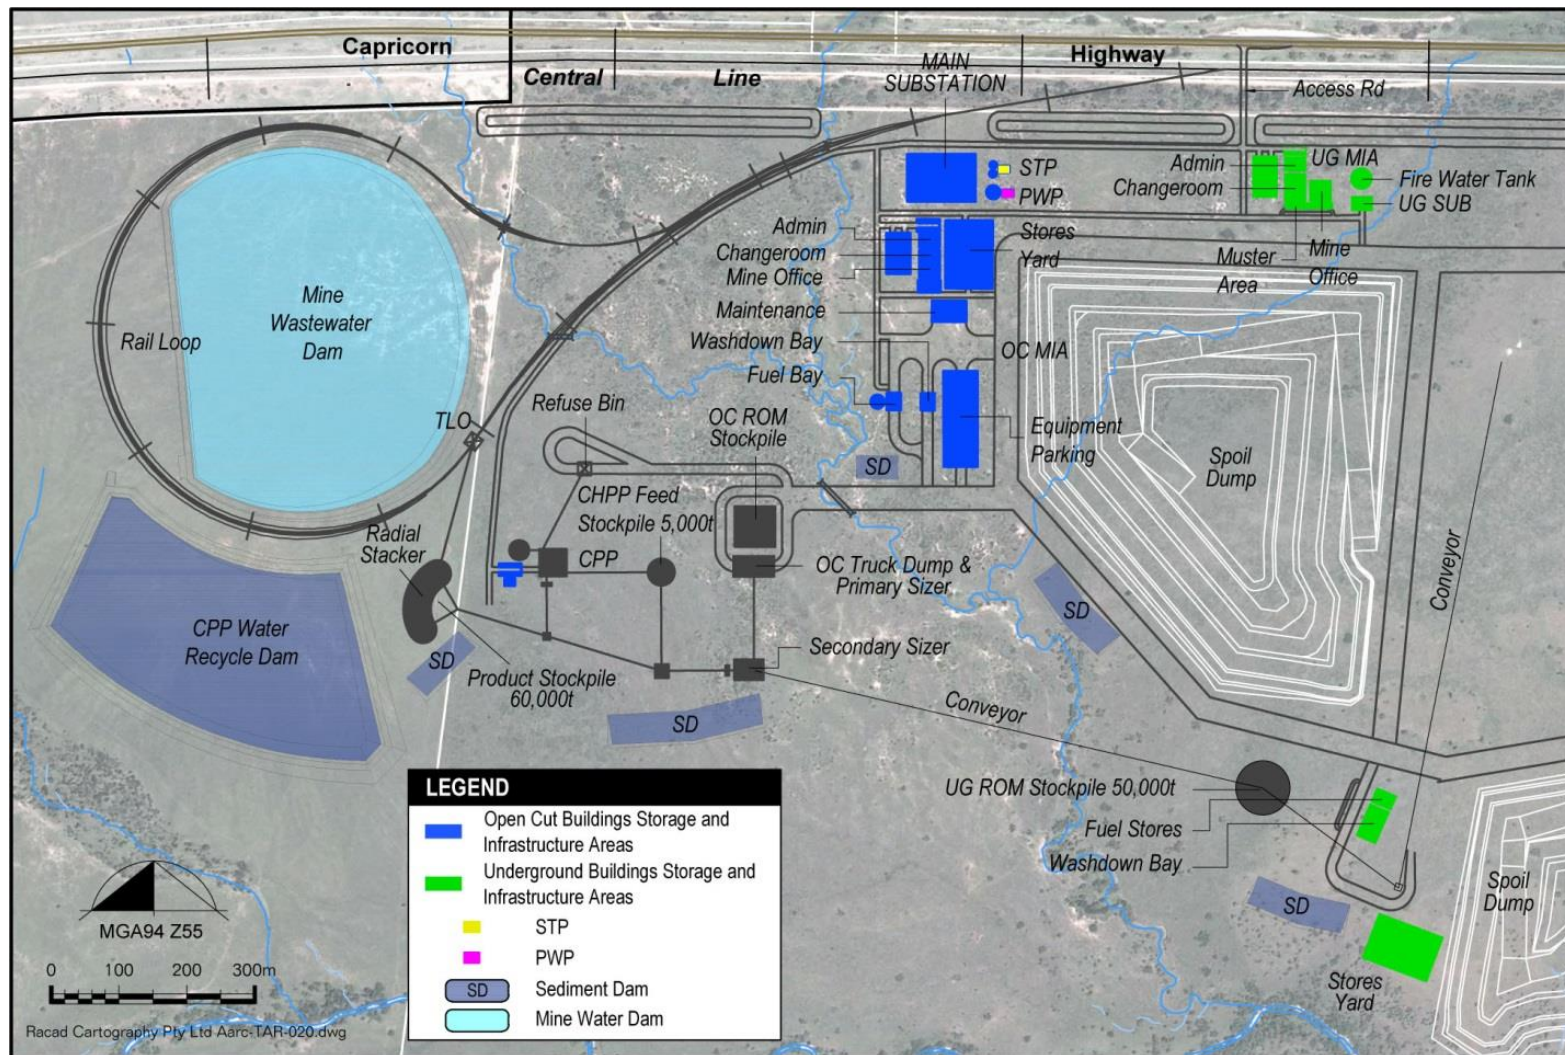 Capricorn
Highway
Central
Line
MAIN
SUBSTATION
Access Rd
STP
PWP
Admin
Changeroom
UG MIA
Fire Water Tank
UG SUB
Muster
Area
Mine
Office
Admin
Changeroom
Mine Office
Stores
Yard
Maintenance
Washdown Bay
OC MIA
Fuel Bay
Equipment
Parking
SD
Mine
Wastewater
Dam
Rail Loop
TLO
Refuse Bin
OC ROM
Stockpile
Spoil
Dump
CHPP Feed
Stockpile 5,000t
Radial
Stacker
CPP
OC Truck Dump &
Primary Sizer
SD
Conveyor
CPP Water
Recycle Dam
SD
Product Stockpile
60,000t
Secondary Sizer
SD
Conveyor
UG ROM Stockpile 50,000t
Fuel Stores
Washdown Bay
SD
Spoil
Dump
Stores
Yard
LEGEND
Open Cut Buildings Storage and
Infrastructure Areas
Underground Buildings Storage and
Infrastructure Areas
STP
PWP
SD Sediment Dam
Mine Water Dam
MGA94 Z55
0 100 200 300m
Racad Cartography Pty Ltd Aarc-TAR-020.dwg